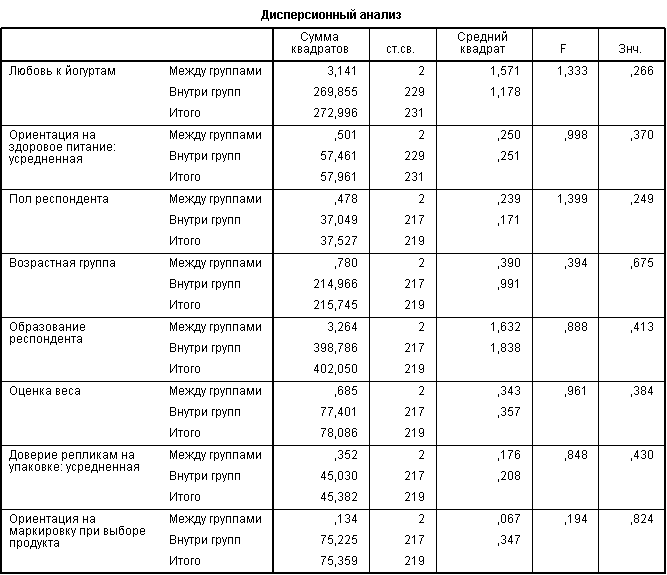 Дисперсионный анализ
Сумма квадратов ст.св. Средний квадрат F Знч.
Любовь к йогуртам Между группами 3,141 2 1,571 1,333 ,266
Внутри групп 269,855 229 1,178
Итого 272,996 231
Ориентация на здоровое питание: усредненная Между группами ,501 2 ,250 ,998 ,370
Внутри групп 57,461 229 ,251
Итого 57,961 231
Пол респондента Между группами ,478 2 ,239 1,399 ,249
Внутри групп 37,049 217 ,171
Итого 37,527 219
Возрастная группа Между группами ,780 2 ,390 ,394 ,675
Внутри групп 214,966 217 ,991
Итого 215,745 219
Образование респондента Между группами 3,264 2 1,632 ,888 ,413
Внутри групп 398,786 217 1,838
Итого 402,050 219
Оценка веса Между группами ,685 2 ,343 ,961 ,384
Внутри групп 77,401 217 ,357
Итого 78,086 219
Доверие репликам на упаковке: усредненная Между группами ,352 2 ,176 ,848 ,430
Внутри групп 45,030 217 ,208
Итого 45,382 219
Ориентация на маркировку при выборе продукта Между группами ,134 2 ,067 ,194 ,824
Внутри групп 75,225 217 ,347
Итого 75,359 219